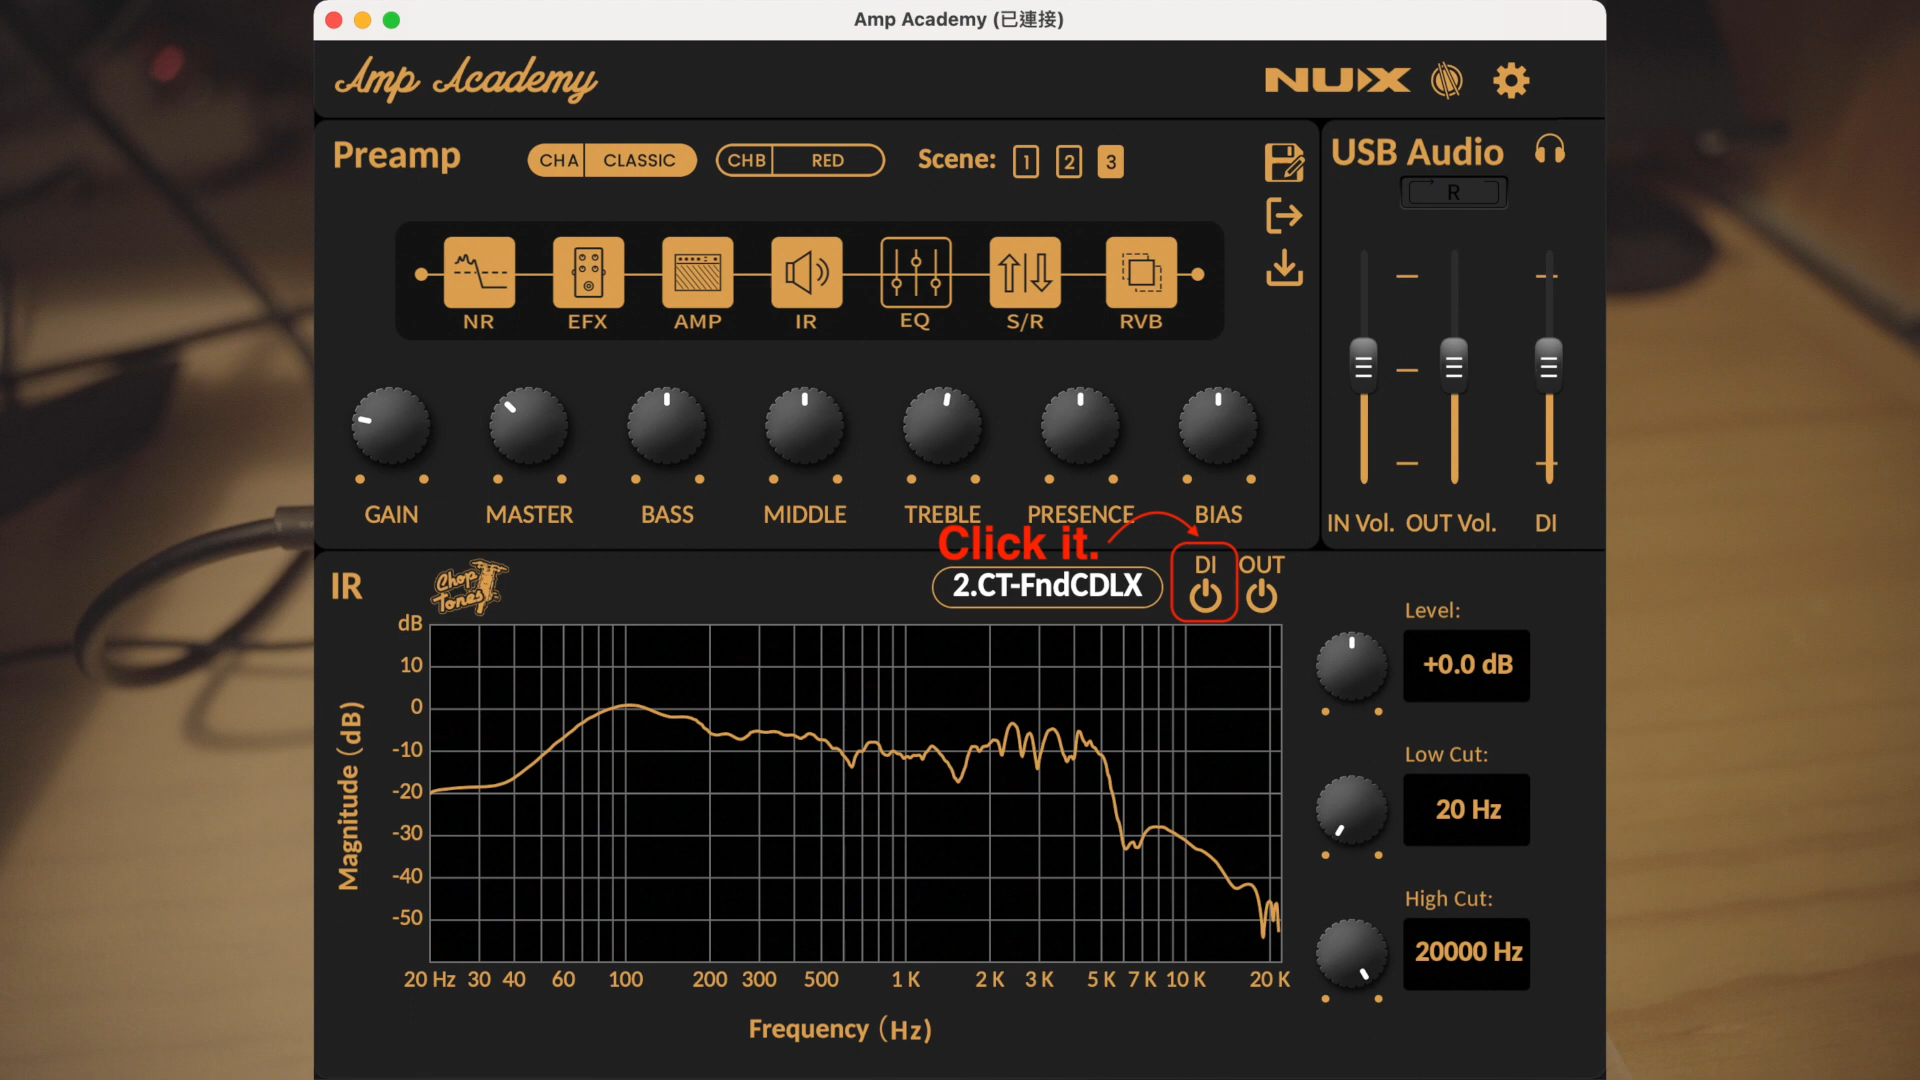 Amp Academy (已連接)
Amp Academy
NUX
Preamp
CHA CLASSIC
CHB RED
Scene: 1 2 3
USB Audio
R
NR
EFX
AMP
IR
EQ
S/R
RVB
GAIN
MASTER
BASS
MIDDLE
TREBLE
PRESENCE
BIAS
IN Vol.
OUT Vol.
DI
Click it.
IR
Chop Tones
2.CT-FndCDLX
DI
OUT
dB
10
0
-10
-20
-30
-40
-50
Magnitude (dB)
20 Hz 30 40 60 100 200 300 500 1 K 2 K 3 K 5 K 7 K 10 K 20 K
Frequency (Hz)
Level:
+0.0 dB
Low Cut:
20 Hz
High Cut:
20000 Hz